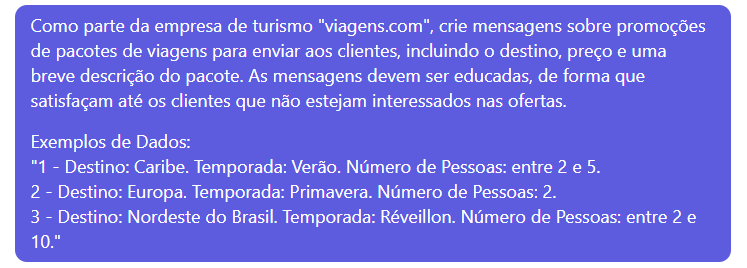 Como parte da empresa de turismo "viagens.com", crie mensagens sobre promoções
de pacotes de viagens para enviar aos clientes, incluindo o destino, preço e uma
breve descrição do pacote. As mensagens devem ser educadas, de forma que
satisfaçam até os clientes que não estejam interessados nas ofertas.
Exemplos de Dados:
"1 - Destino: Caribe. Temporada: Verão. Número de Pessoas: entre 2 e 5.
2 - Destino: Europa. Temporada: Primavera. Número de Pessoas: 2.
3 - Destino: Nordeste do Brasil. Temporada: Réveillon. Número de Pessoas: entre 2 e
10."